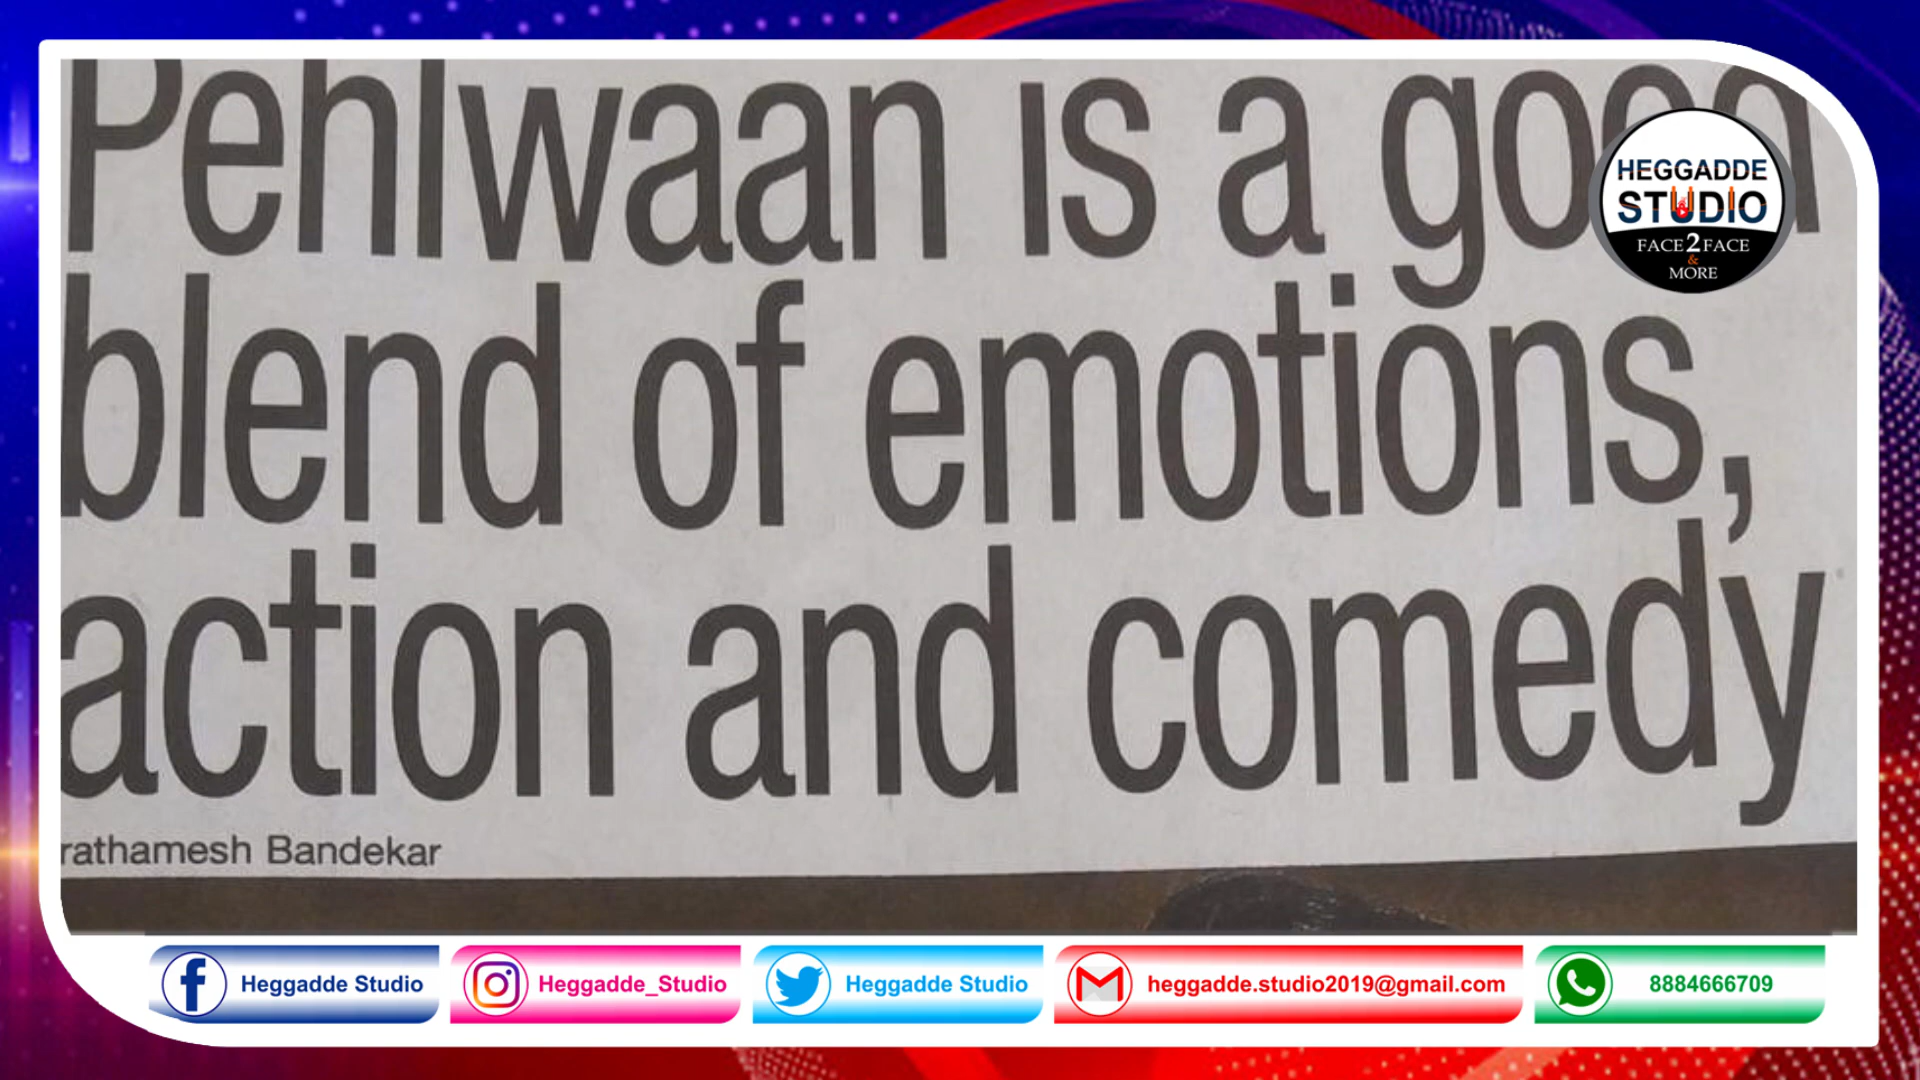 Pehlwaan is a good
blend of emotions,
action and comedy
rathamesh Bandekar
HEGGADDE
STUDIO
FACE2FACE
&
MORE
Heggadde Studio
Heggadde_Studio
Heggadde Studio
heggadde.studio2019@gmail.com
8884666709